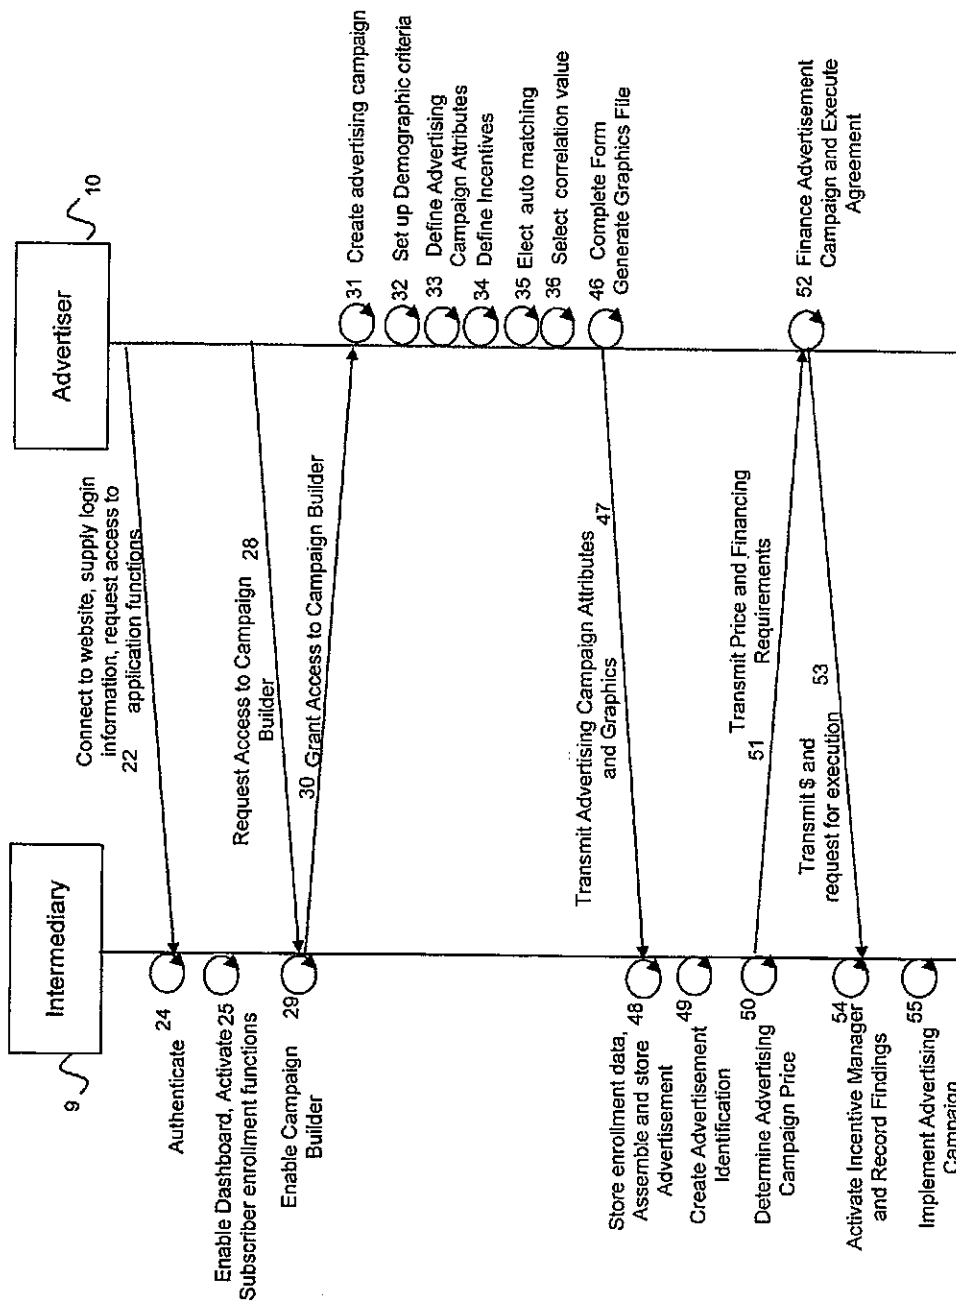 Intermediary
9
Advertiser
10
Connect to website, supply login
information, request access to
application functions
22
24
Authenticate
Enable Dashboard, Activate 25
Subscriber enrollment functions
Request Access to Campaign 28
Builder
29
Enable Campaign
Builder
30 Grant Access to Campaign Builder
31 Create advertising campaign
32 Set up Demographic criteria
33 Define Advertising
Campaign Attributes
34 Define Incentives
35 Elect auto matching
36 Select correlation value
46 Complete Form
Generate Graphics File
Transmit Advertising Campaign Attributes 47
and Graphics
Store enrollment data, 48
Assemble and store
Advertisement
49
Create Advertisement
Identification
50
Determine Advertising
Campaign Price
Transmit Price and Financing
51 Requirements
52 Finance Advertisement
Campaign and Execute
Agreement
Transmit $ and 53
request for execution
54
Activate Incentive Manager
and Record Findings
55
Implement Advertising
Campaign